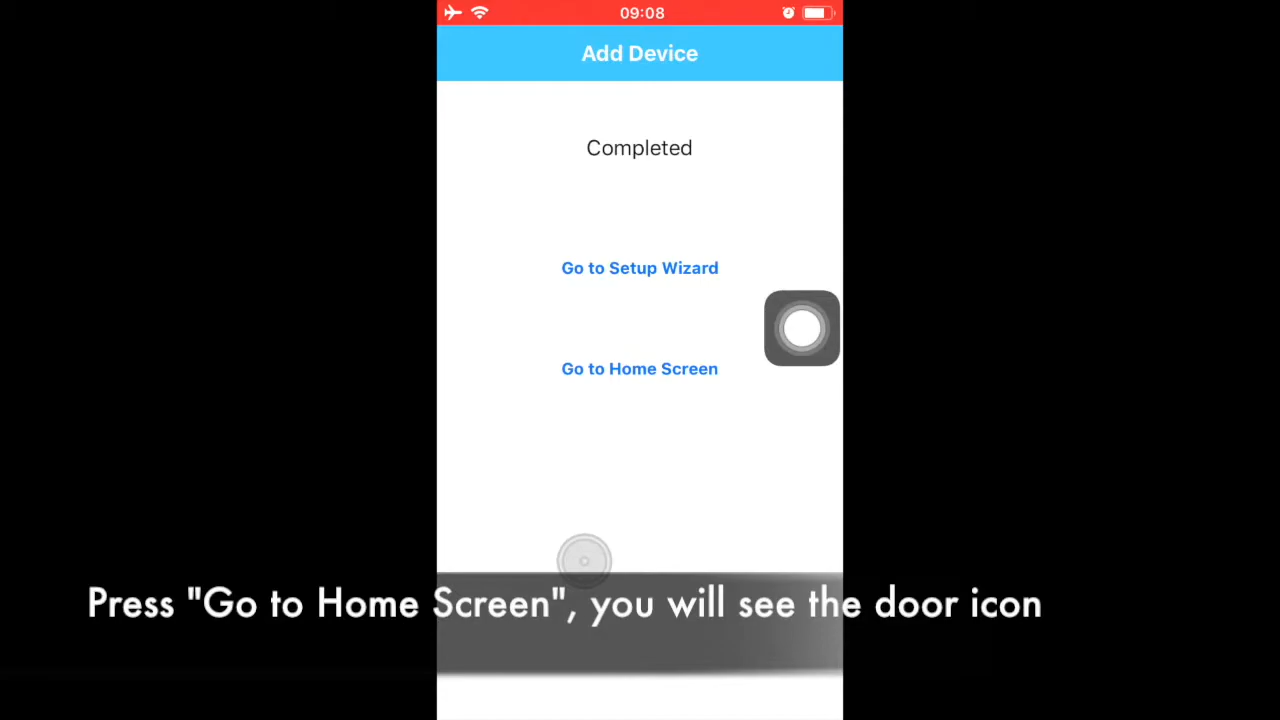 09:08
Add Device
Completed
Go to Setup Wizard
Go to Home Screen
Press "Go to Home Screen", you will see the door icon